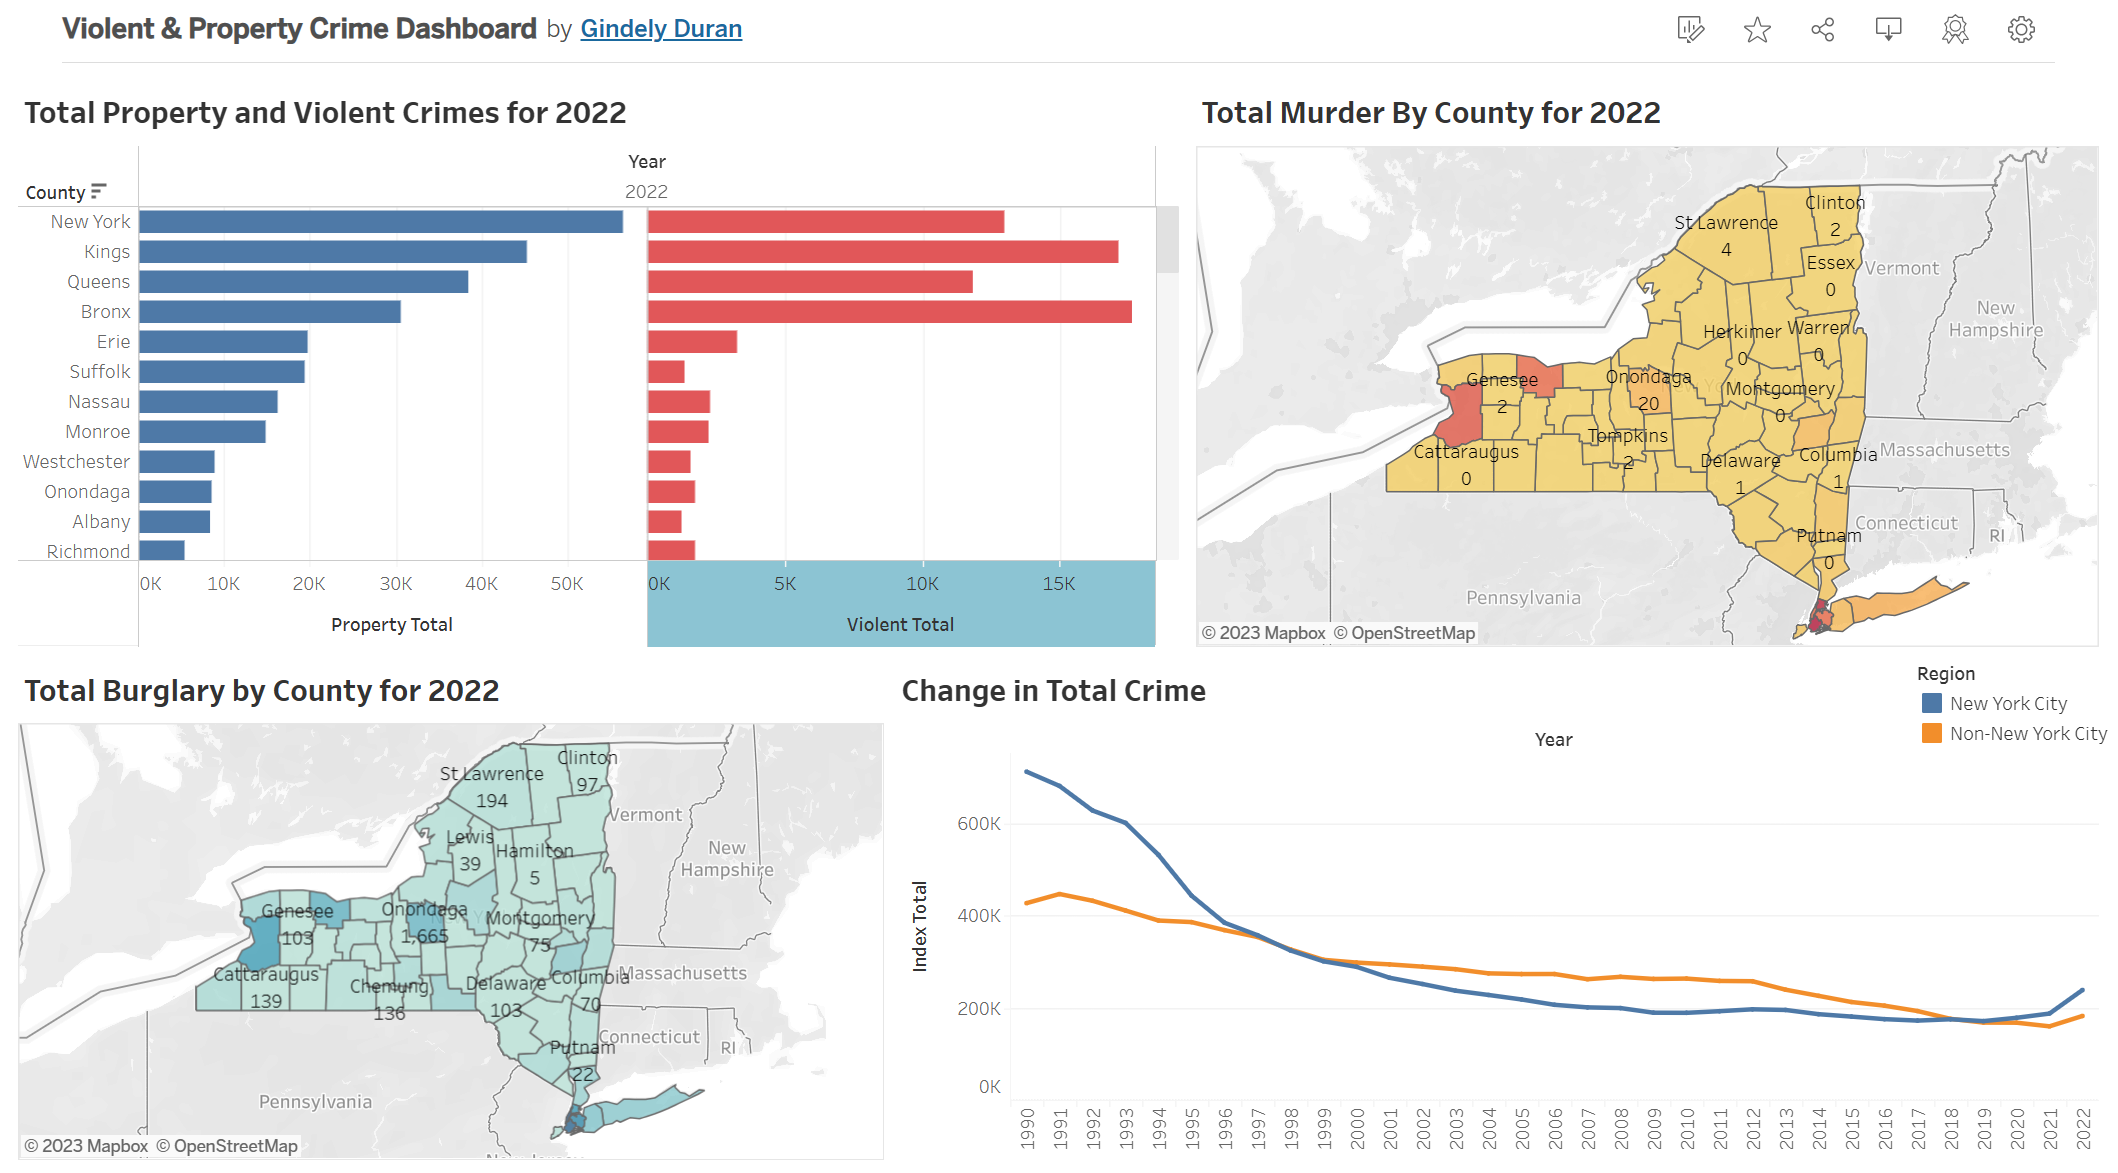 Violent & Property Crime Dashboard by Gindely Duran
Total Property and Violent Crimes for 2022
Year
County
2022
New York
Kings
Queens
Bronx
Erie
Suffolk
Nassau
Monroe
Westchester
Onondaga
Albany
Richmond
0K 10K 20K 30K 40K 50K 0K 5K 10K 15K
Property Total Violent Total
Total Murder By County for 2022
Clinton
2
St Lawrence
4
Essex
0
Vermont
New
Hampshire
Herkimer
0
Warren
0
Genesee
2
Onondaga
20
Montgomery
0
Tompkins
2
Cattaraugus
0
Delaware
1
Columbia
1
Massachusetts
Connecticut
RI
Putnam
0
Pennsylvania
© 2023 Mapbox © OpenStreetMap
Total Burglary by County for 2022
Clinton
97
St Lawrence
194
Vermont
Lewis
39
Hamilton
5
New
Hampshire
Genesee
103
Onondaga
1,665
Montgomery
75
Cattaraugus
139
Chemung
136
Delaware
103
Columbia
70
Massachusetts
Connecticut
RI
Putnam
22
Pennsylvania
© 2023 Mapbox © OpenStreetMap
Change in Total Crime
Region
New York City
Non-New York City
Year
Index Total
600K
400K
200K
0K
1990 1991 1992 1993 1994 1995 1996 1997 1998 1999 2000 2001 2002 2003 2004 2005 2006 2007 2008 2009 2010 2011 2012 2013 2014 2015 2016 2017 2018 2019 2020 2021 2022